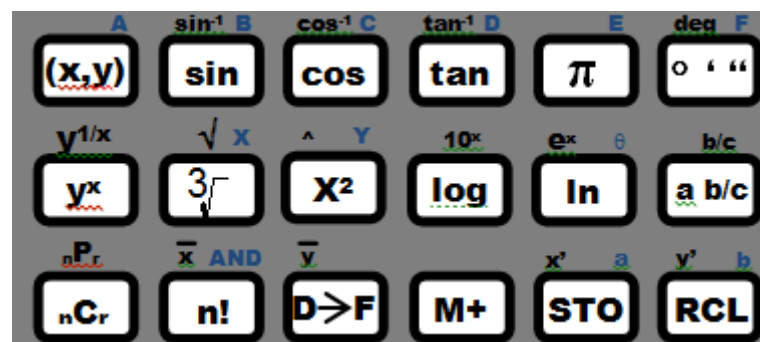 A sin⁻¹ B cos⁻¹ C tan⁻¹ D E deg F
(x,y) sin cos tan π ° ‘ “
y¹/ˣ √ X ^ Y 10ˣ eˣ θ b/c
yˣ 3√ X² log ln a b/c
ₙPᵣ x̅ AND y̅ x’ a y’ b
ₙCᵣ n! D→F M+ STO RCL